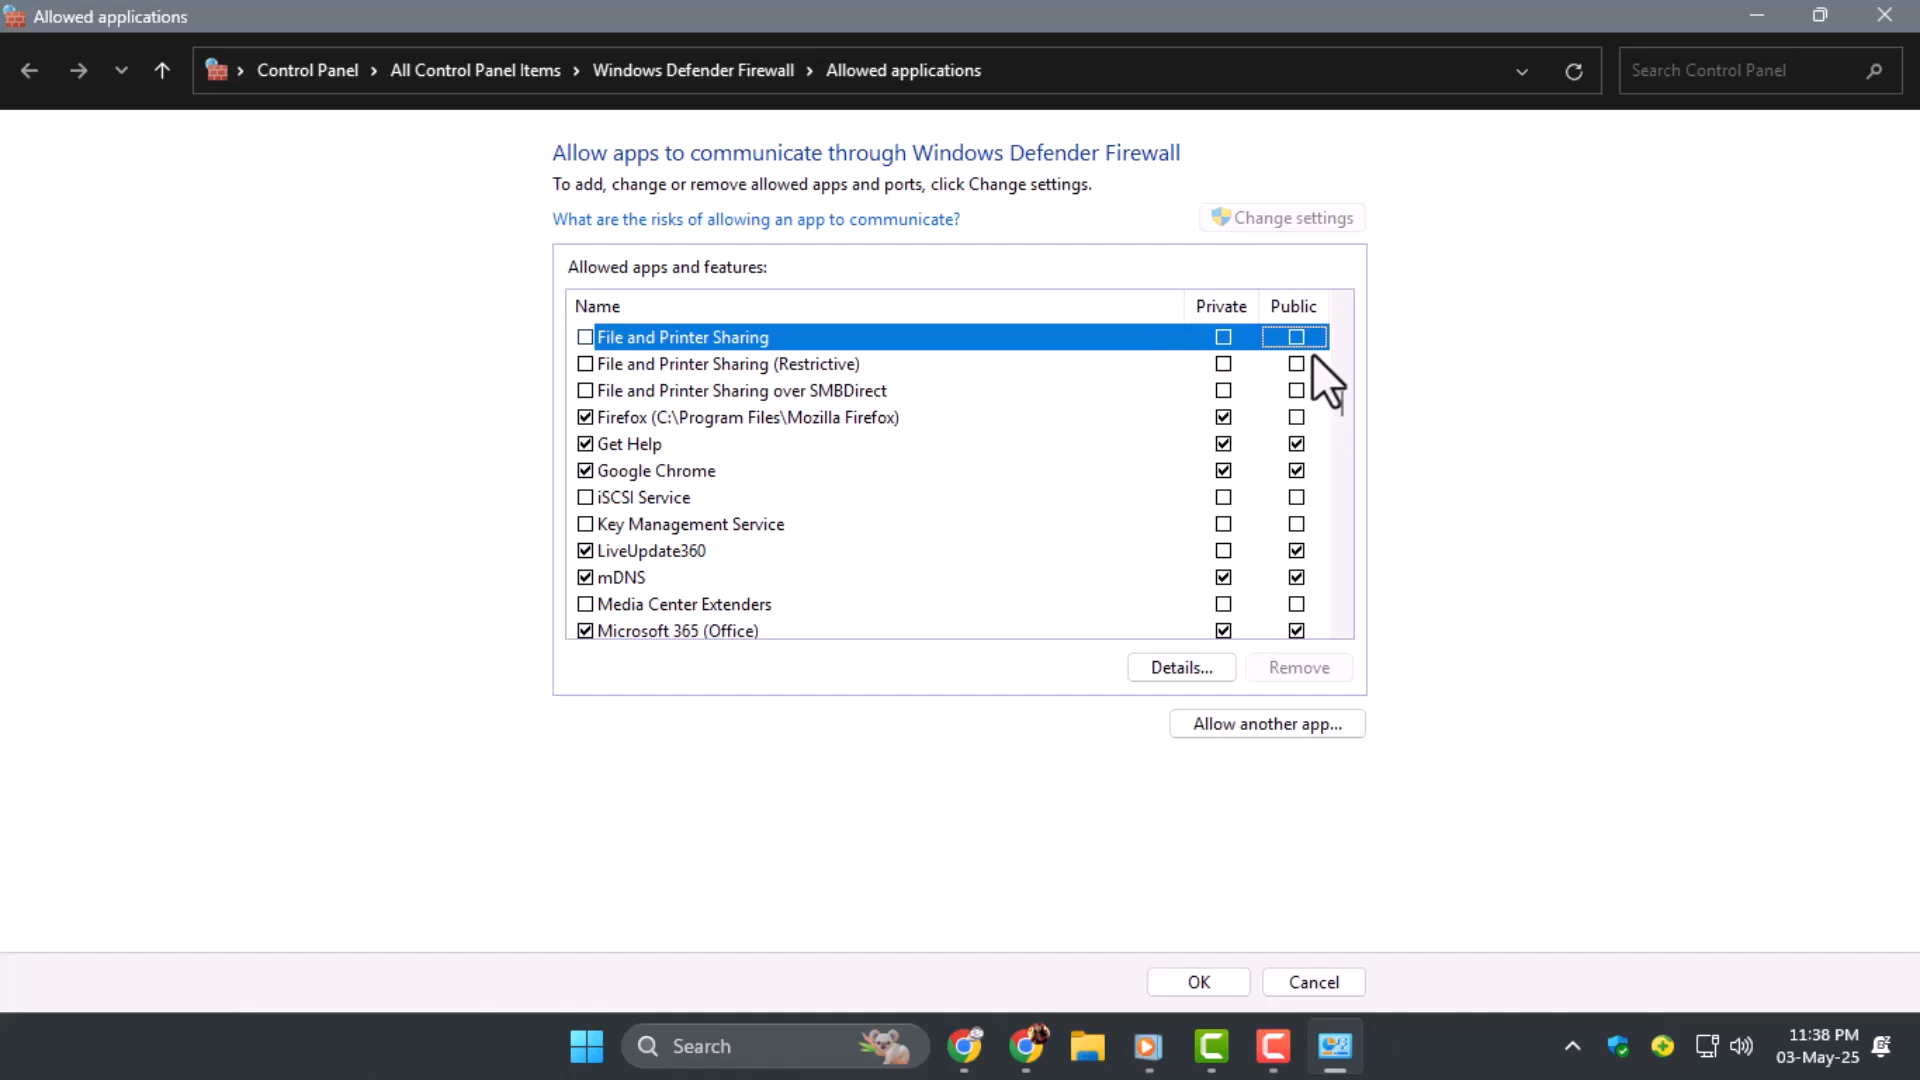 Allowed applications
Control Panel › All Control Panel Items › Windows Defender Firewall › Allowed applications
Search Control Panel
Allow apps to communicate through Windows Defender Firewall
To add, change or remove allowed apps and ports, click Change settings.
What are the risks of allowing an app to communicate?
Change settings
Allowed apps and features:
Name Private Public
File and Printer Sharing
File and Printer Sharing (Restrictive)
File and Printer Sharing over SMBDirect
Firefox (C:\Program Files\Mozilla Firefox)
Get Help
Google Chrome
iSCSI Service
Key Management Service
LiveUpdate360
mDNS
Media Center Extenders
Microsoft 365 (Office)
Details... Remove
Allow another app...
OK Cancel
Search
11:38 PM
03-May-25